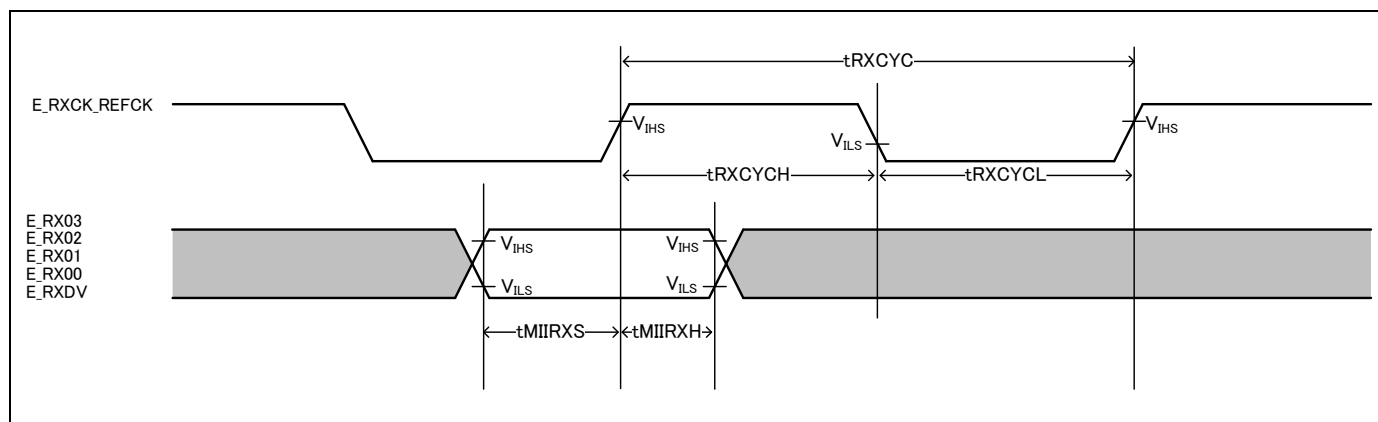 tRXCYC
E_RXCK_REFCK
VIHS
VILS
VIHS
tRXCYCH
tRXCYCL
E_RX03
E_RX02
E_RX01
E_RX00
E_RXDV
VIHS
VIHS
VILS
VILS
tMIIRXS
tMIIRXH